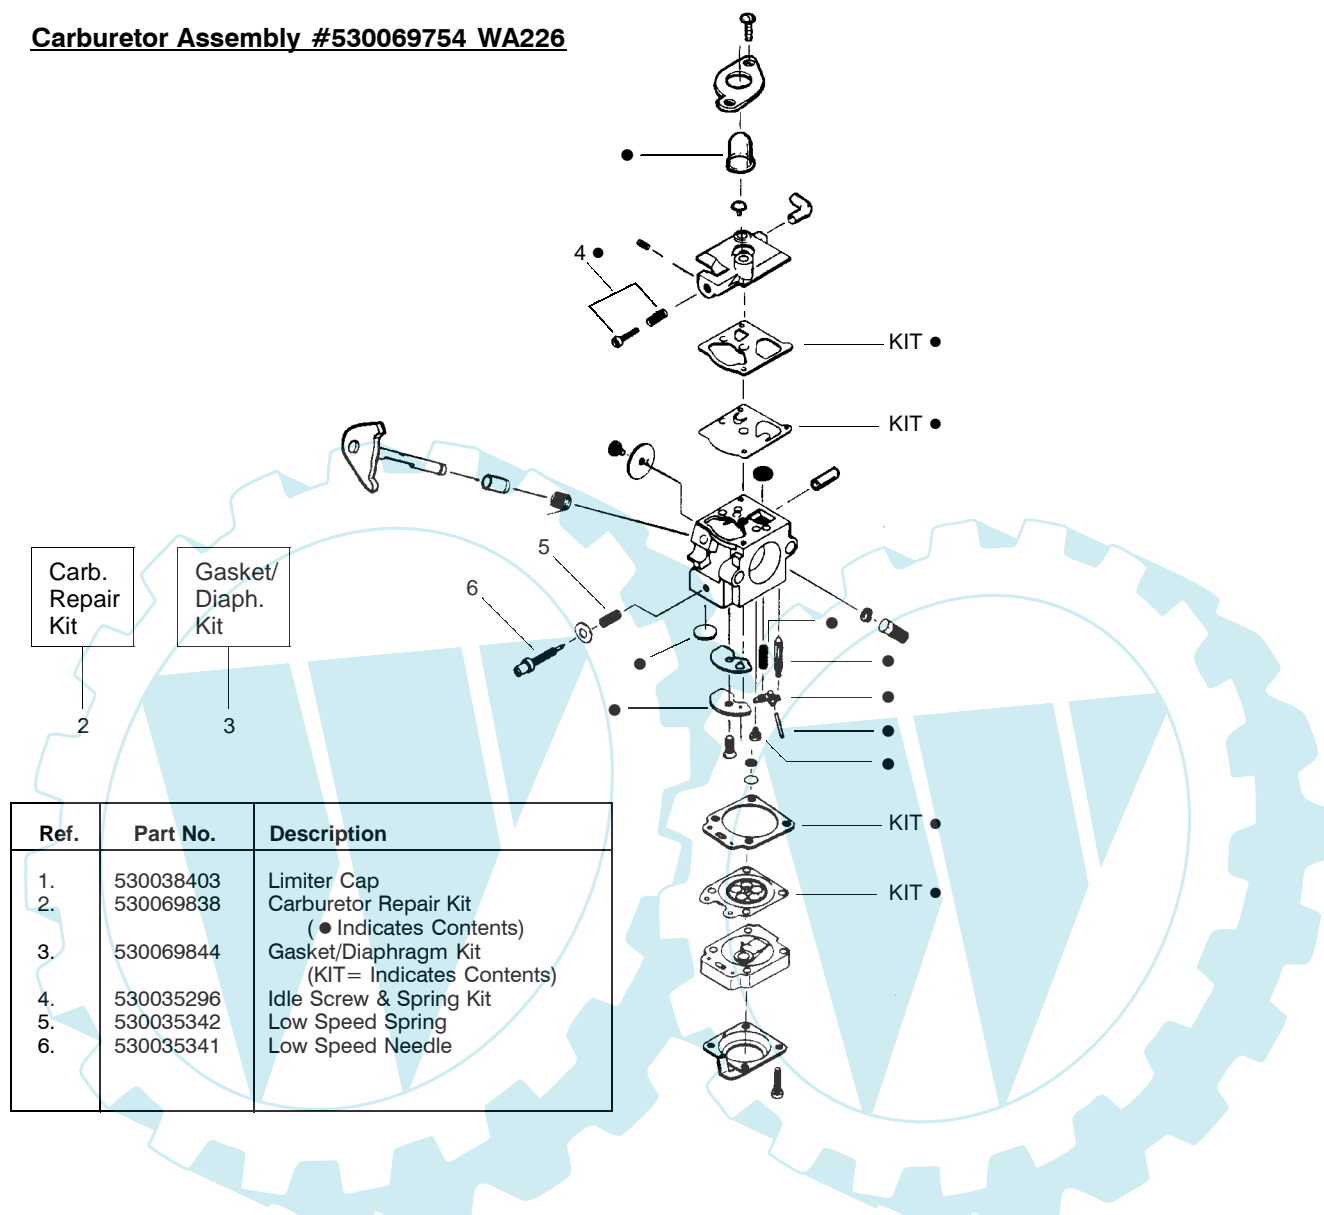 Carburetor Assembly #530069754 WA226
4 ●
KIT ●
KIT ●
5
6
Carb.
Repair
Kit
2
Gasket/
Diaph.
Kit
3
KIT ●
KIT ●
Ref. Part No. Description
1. 530038403 Limiter Cap
2. 530069838 Carburetor Repair Kit
( ● Indicates Contents)
3. 530069844 Gasket/Diaphragm Kit
(KIT= Indicates Contents)
4. 530035296 Idle Screw & Spring Kit
5. 530035342 Low Speed Spring
6. 530035341 Low Speed Needle